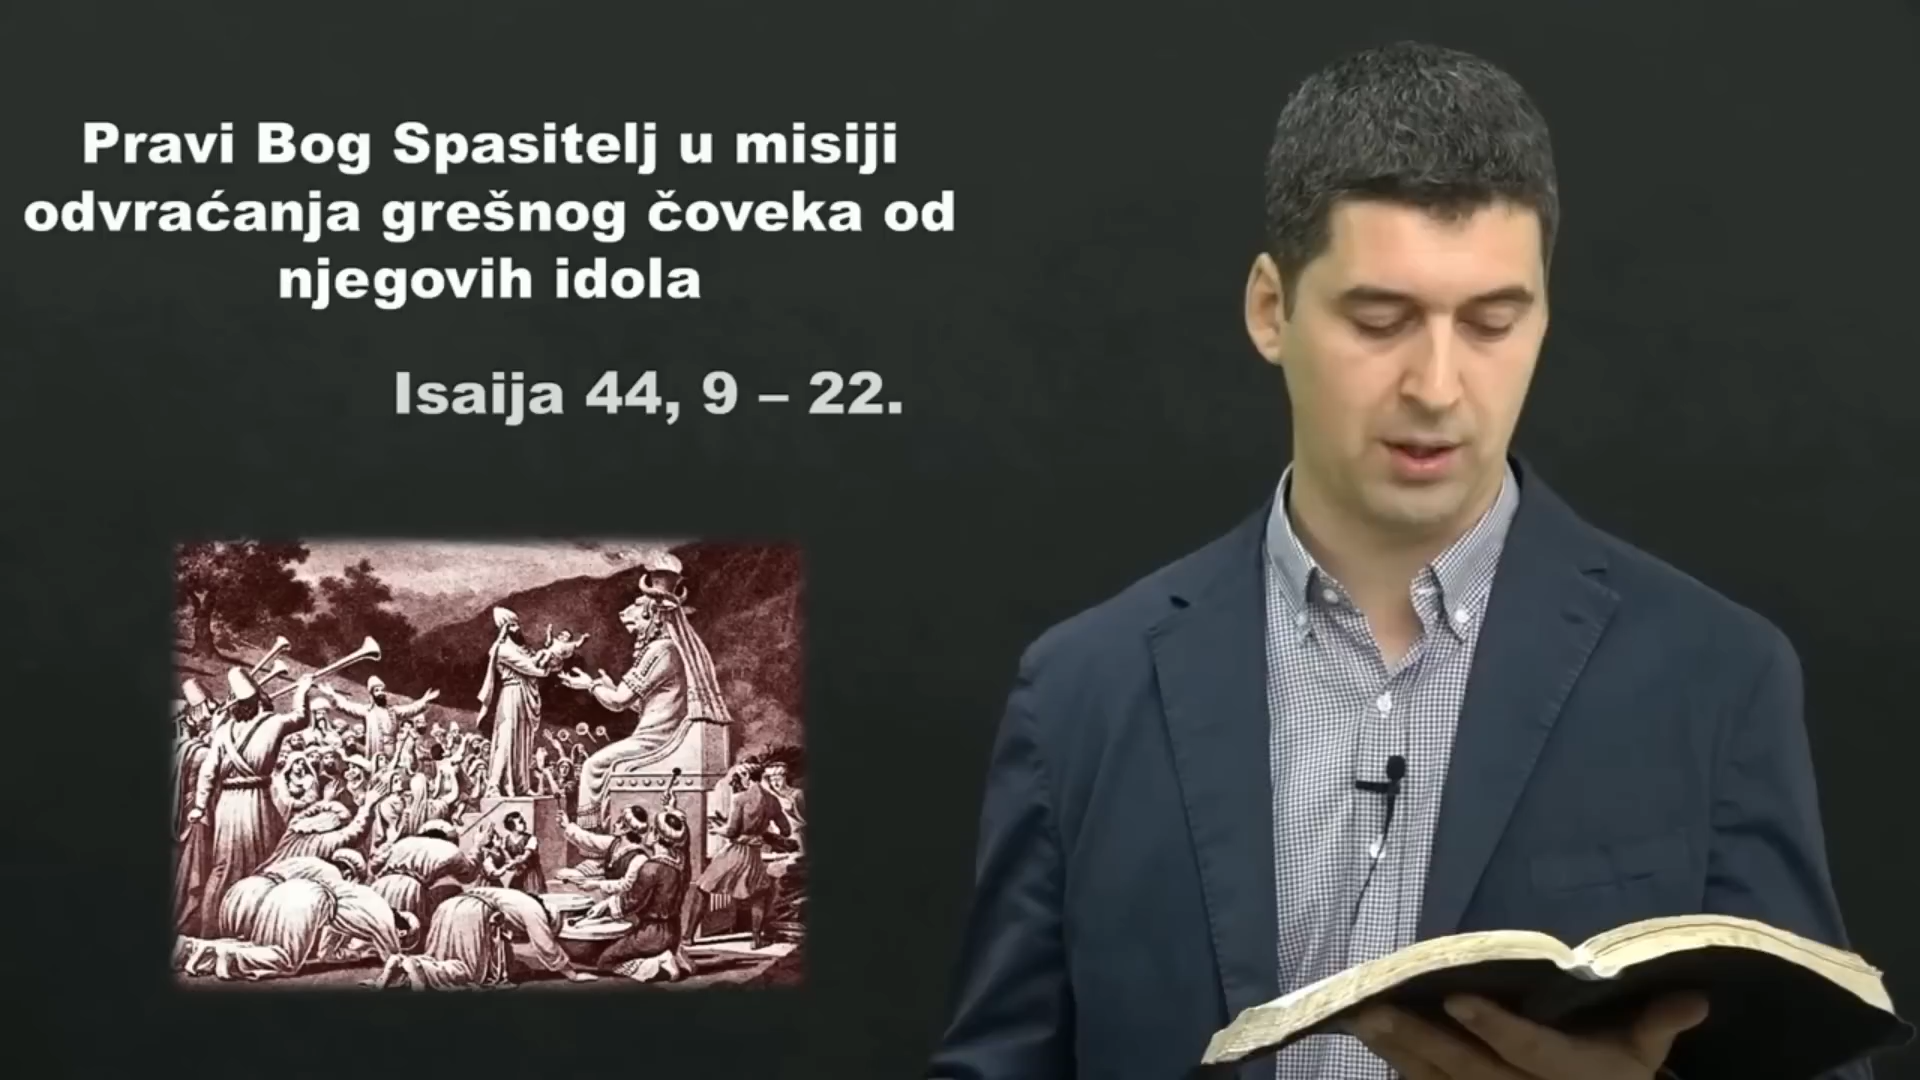 Pravi Bog Spasitelj u misiji
odvraćanja grešnog čoveka od
njegovih idola
Isaija 44, 9 – 22.